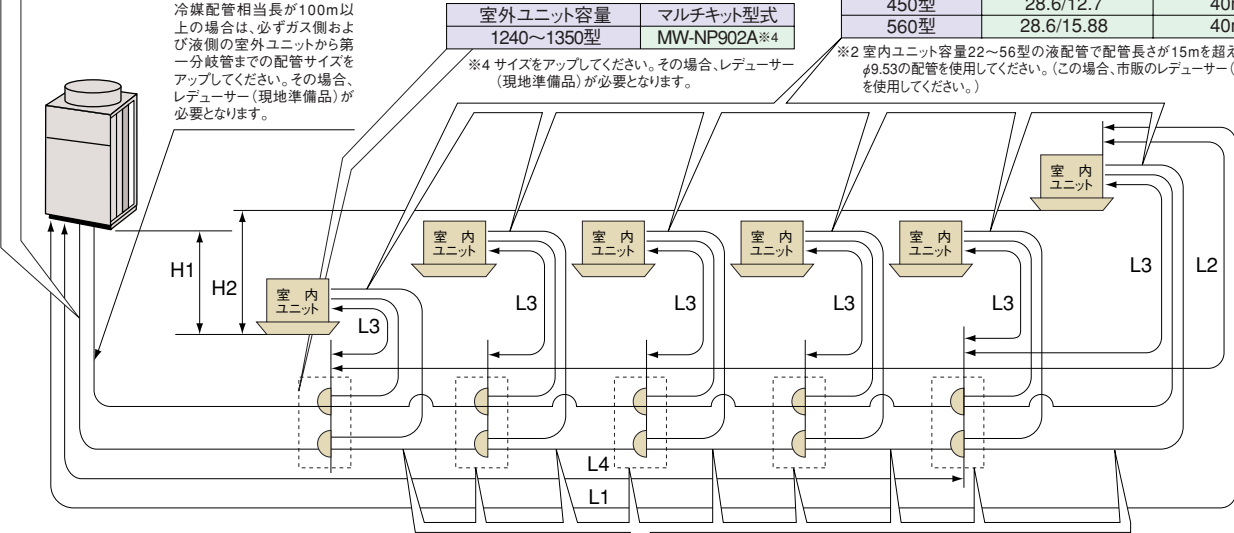 冷媒配管相当長が100m以
上の場合は、必ずガス側およ
び液側の室外ユニットから第
一分岐管までの配管サイズを
アップしてください。その場合、
レデューサー(現地準備品)が
必要となります。
室外ユニット容量 マルチキット型式
1240〜1350型 MW-NP902A※4
※4 サイズをアップしてください。その場合、レデューサー
(現地準備品)が必要となります。
450型 28.6/12.7 40m
560型 28.6/15.88 40m
※2 室内ユニット容量22〜56型の液配管で配管長さが15mを超え
φ9.53の配管を使用してください。(この場合、市販のレデューサー(
を使用してください。)
室 内
ユニット
室 内
ユニット
室 内
ユニット
室 内
ユニット
室 内
ユニット
室 内
ユニット
H1
H2
L3
L3
L3
L3
L3
L3
L2
L4
L1